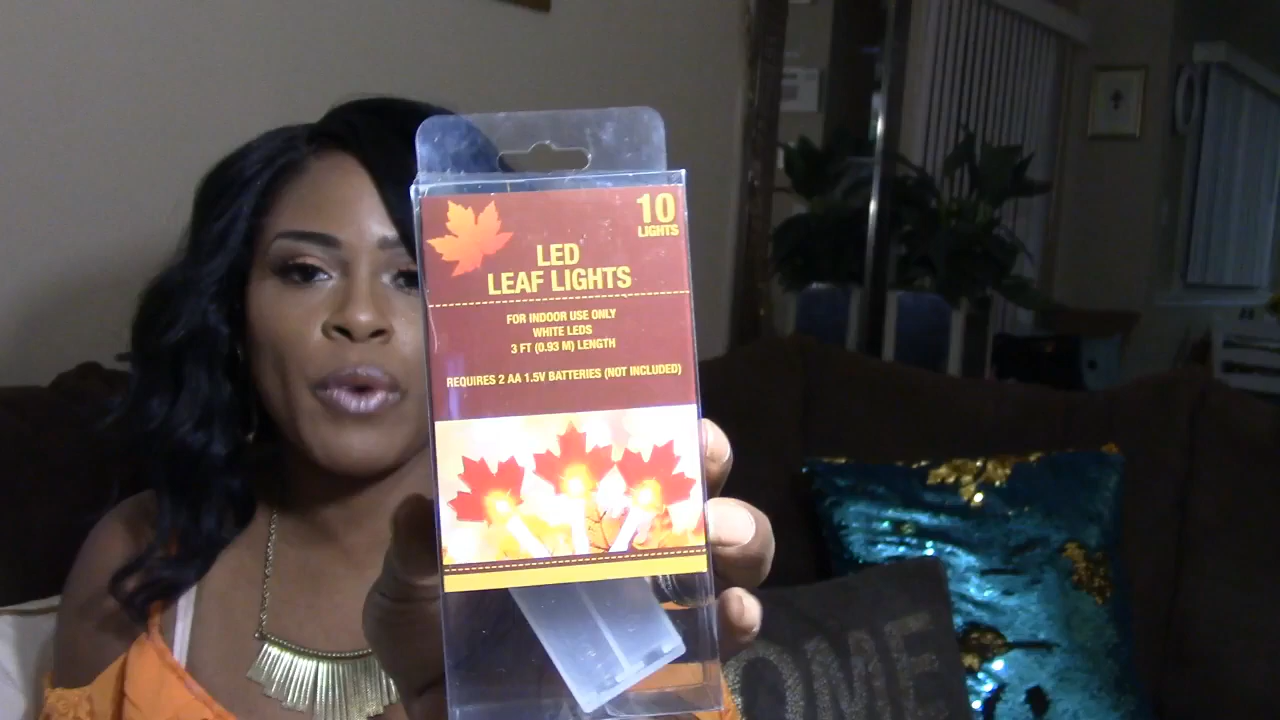 10
LIGHTS
LED
LEAF LIGHTS
FOR INDOOR USE ONLY
WHITE LEDS
3 FT (0.93 M) LENGTH
REQUIRES 2 AA 1.5V BATTERIES (NOT INCLUDED)
OME